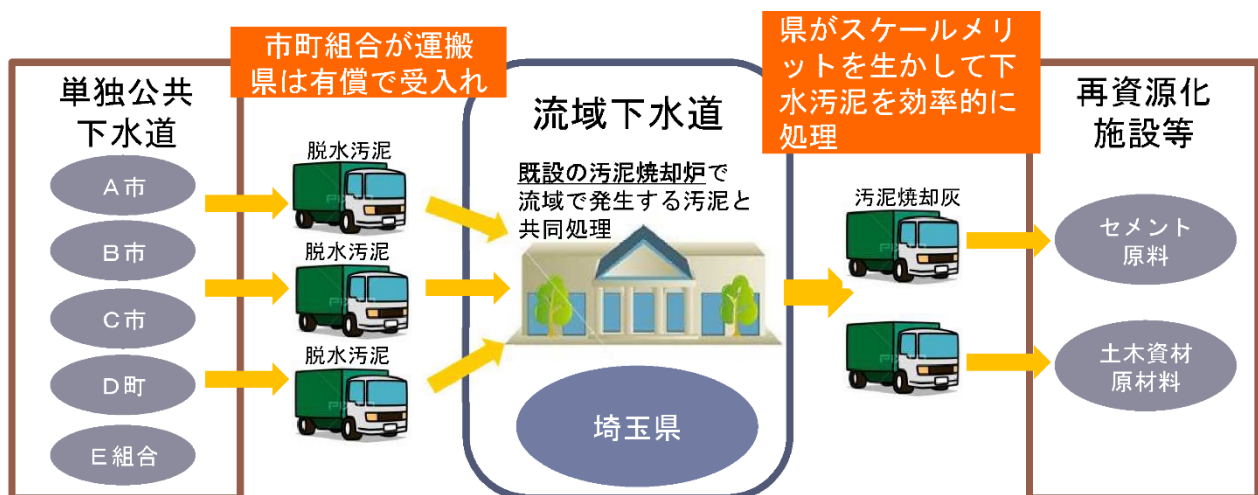 単独公共
下水道
A市
B市
C市
D町
E組合
市町組合が運搬
県は有償で受入れ
脱水汚泥
脱水汚泥
脱水汚泥
流域下水道
既設の汚泥焼却炉で
流域で発生する汚泥と
共同処理
埼玉県
県がスケールメリ
ットを生かして下
水汚泥を効率的に
処理
汚泥焼却灰
再資源化
施設等
セメント
原料
土木資材
原材料